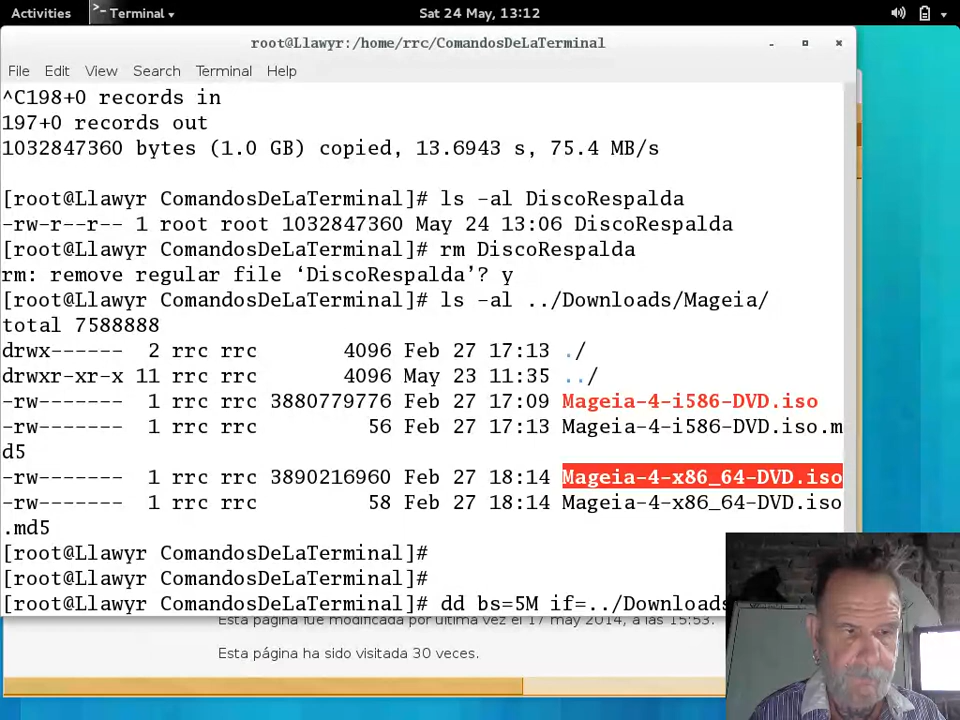 Activities >- Terminal Sat 24 May, 13:12
root@Llawyr:/home/rrc/ComandosDeLaTerminal
File Edit View Search Terminal Help
^C198+0 records in
197+0 records out
1032847360 bytes (1.0 GB) copied, 13.6943 s, 75.4 MB/s
[root@Llawyr ComandosDeLaTerminal]# ls -al DiscoRespalda
-rw-r--r-- 1 root root 1032847360 May 24 13:06 DiscoRespalda
[root@Llawyr ComandosDeLaTerminal]# rm DiscoRespalda
rm: remove regular file ‘DiscoRespalda’? y
[root@Llawyr ComandosDeLaTerminal]# ls -al ../Downloads/Mageia/
total 7588888
drwx------ 2 rrc rrc 4096 Feb 27 17:13 ./
drwxr-xr-x 11 rrc rrc 4096 May 23 11:35 ../
-rw------- 1 rrc rrc 3880779776 Feb 27 17:09 Mageia-4-i586-DVD.iso
-rw------- 1 rrc rrc 56 Feb 27 17:13 Mageia-4-i586-DVD.iso.m
d5
-rw------- 1 rrc rrc 3890216960 Feb 27 18:14 Mageia-4-x86_64-DVD.iso
-rw------- 1 rrc rrc 58 Feb 27 18:14 Mageia-4-x86_64-DVD.iso
.md5
[root@Llawyr ComandosDeLaTerminal]#
[root@Llawyr ComandosDeLaTerminal]#
[root@Llawyr ComandosDeLaTerminal]# dd bs=5M if=../Downloads
Esta página fue modificada por última vez el 17 may 2014, a las 15:53.
Esta página ha sido visitada 30 veces.